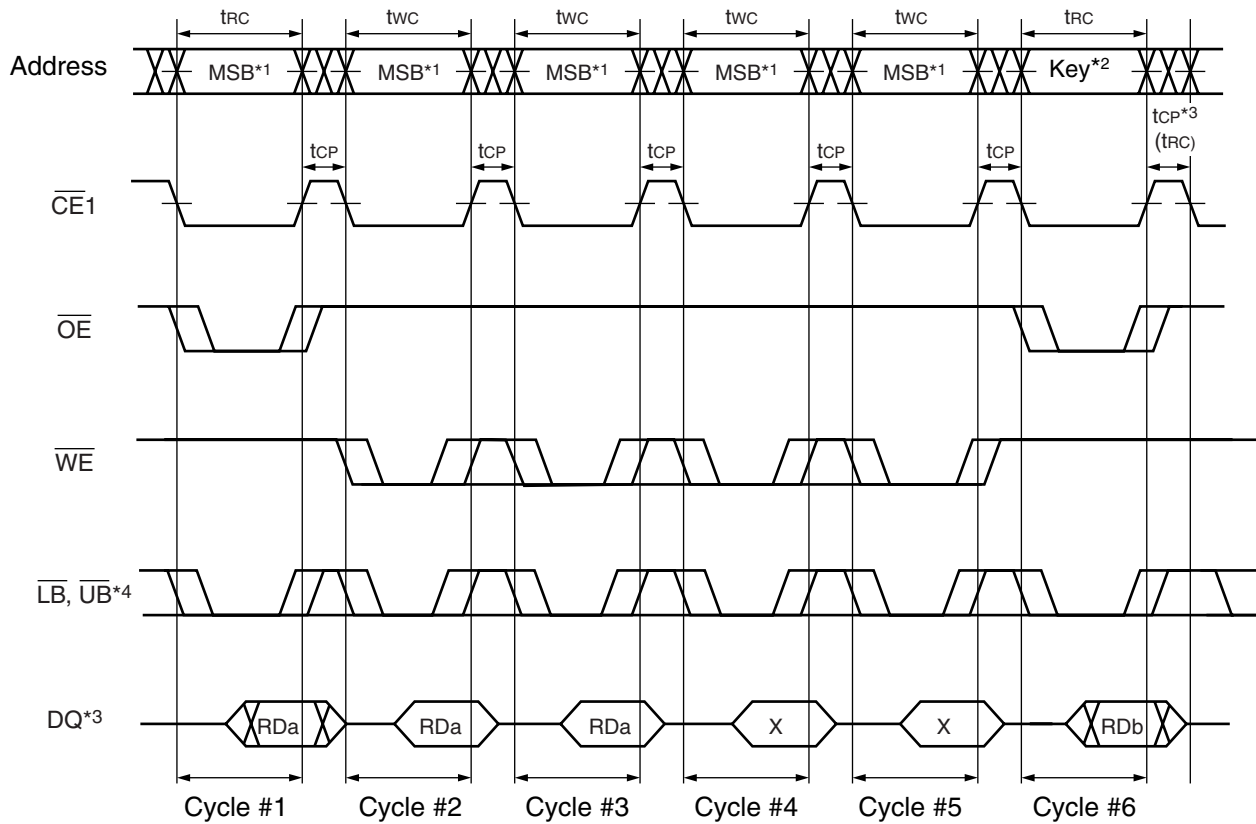 tRC tWC tWC tWC tWC tRC
Address MSB*1 MSB*1 MSB*1 MSB*1 MSB*1 Key*2
tCP tCP tCP tCP tCP tCP*3
(tRC)
CE1
OE
WE
LB, UB*4
DQ*3 RDa RDa RDa X X RDb
Cycle #1 Cycle #2 Cycle #3 Cycle #4 Cycle #5 Cycle #6